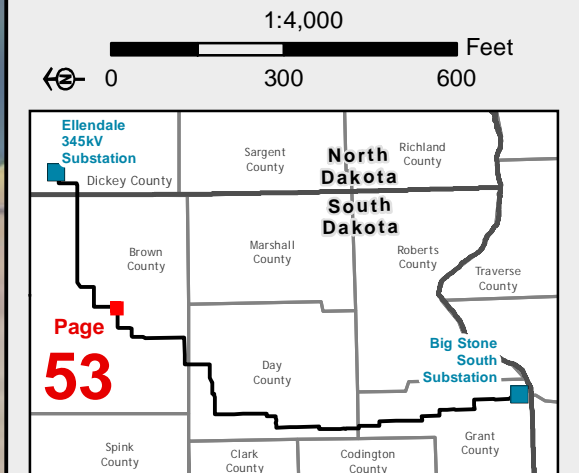 1:4,000
Feet
N
0 300 600
Ellendale
345kV
Substation
Dickey County
Sargent
County
North
Dakota
Richland
County
South
Dakota
Brown
County
Marshall
County
Roberts
County
Traverse
County
Page
53
Big Stone
South
Substation
Day
County
Spink
County
Clark
County
Codington
County
Grant
County